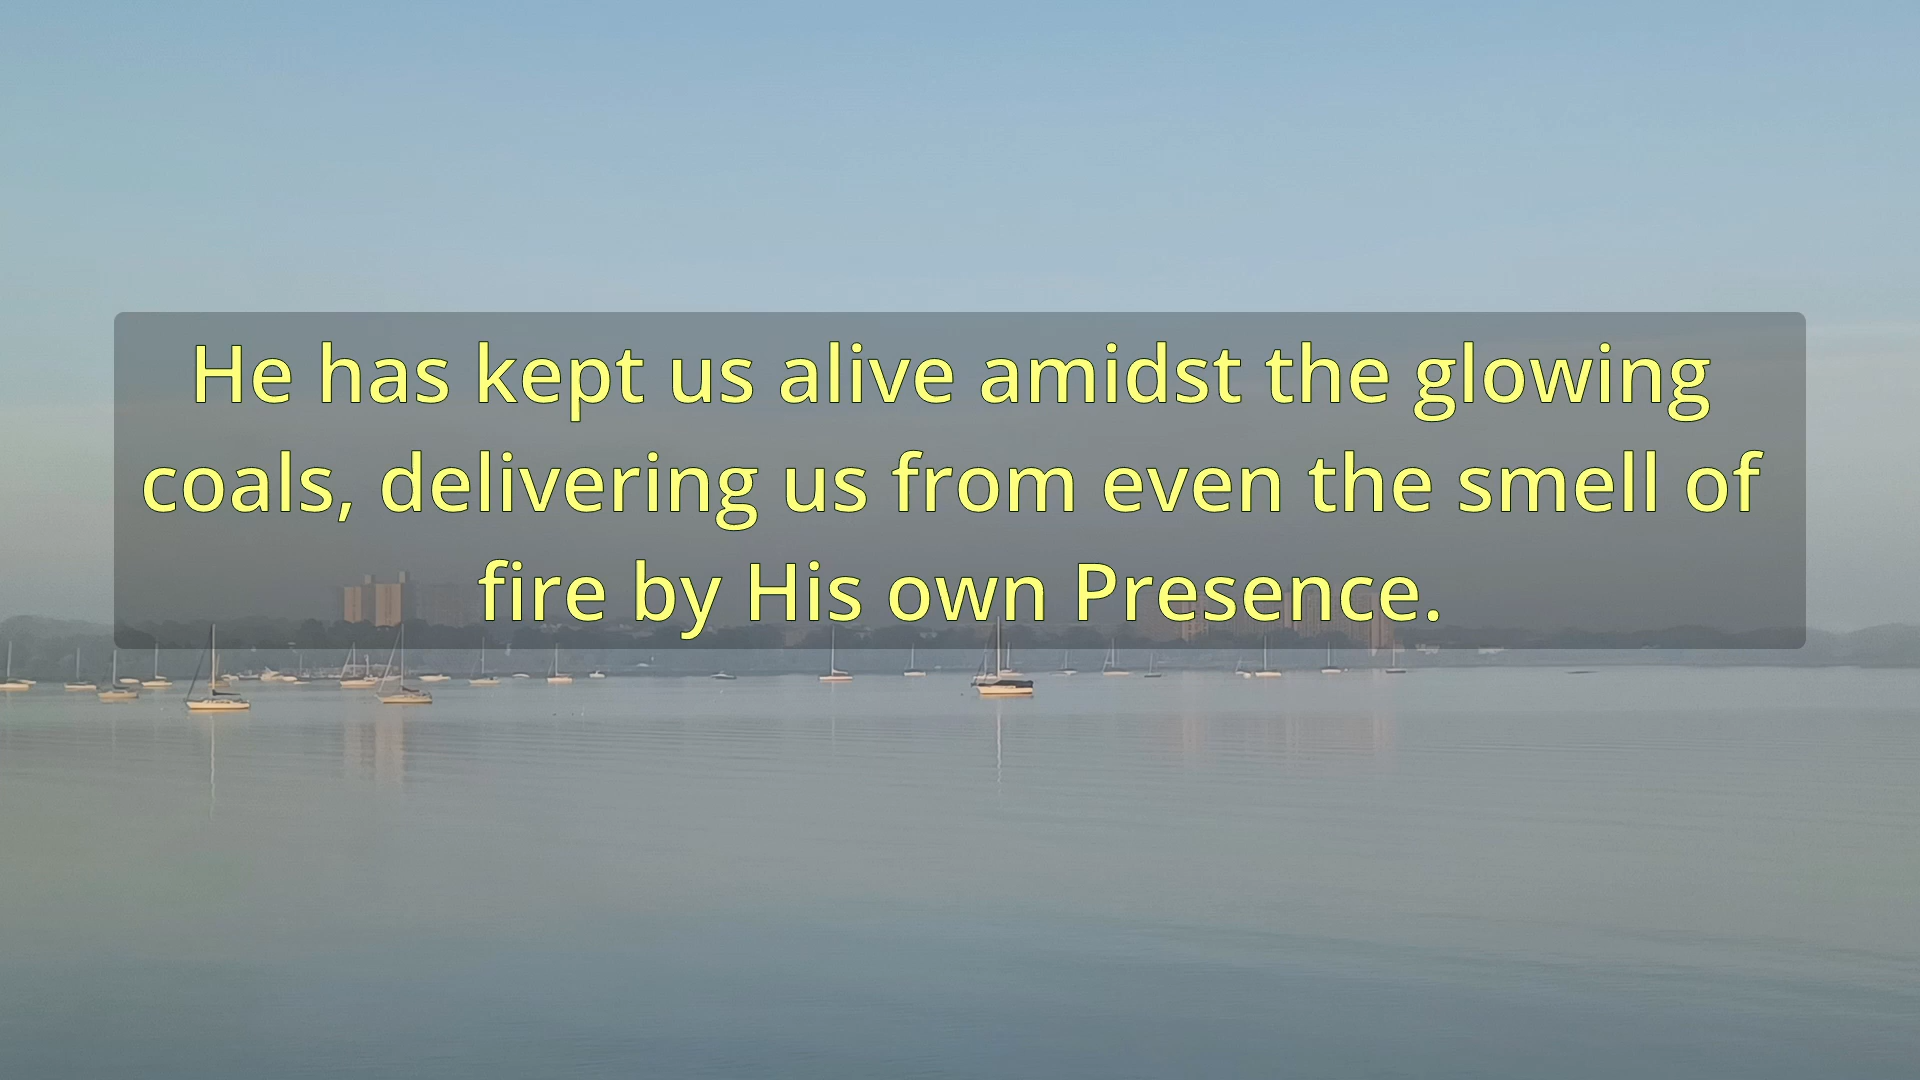 He has kept us alive amidst the glowing
coals, delivering us from even the smell of
fire by His own Presence.